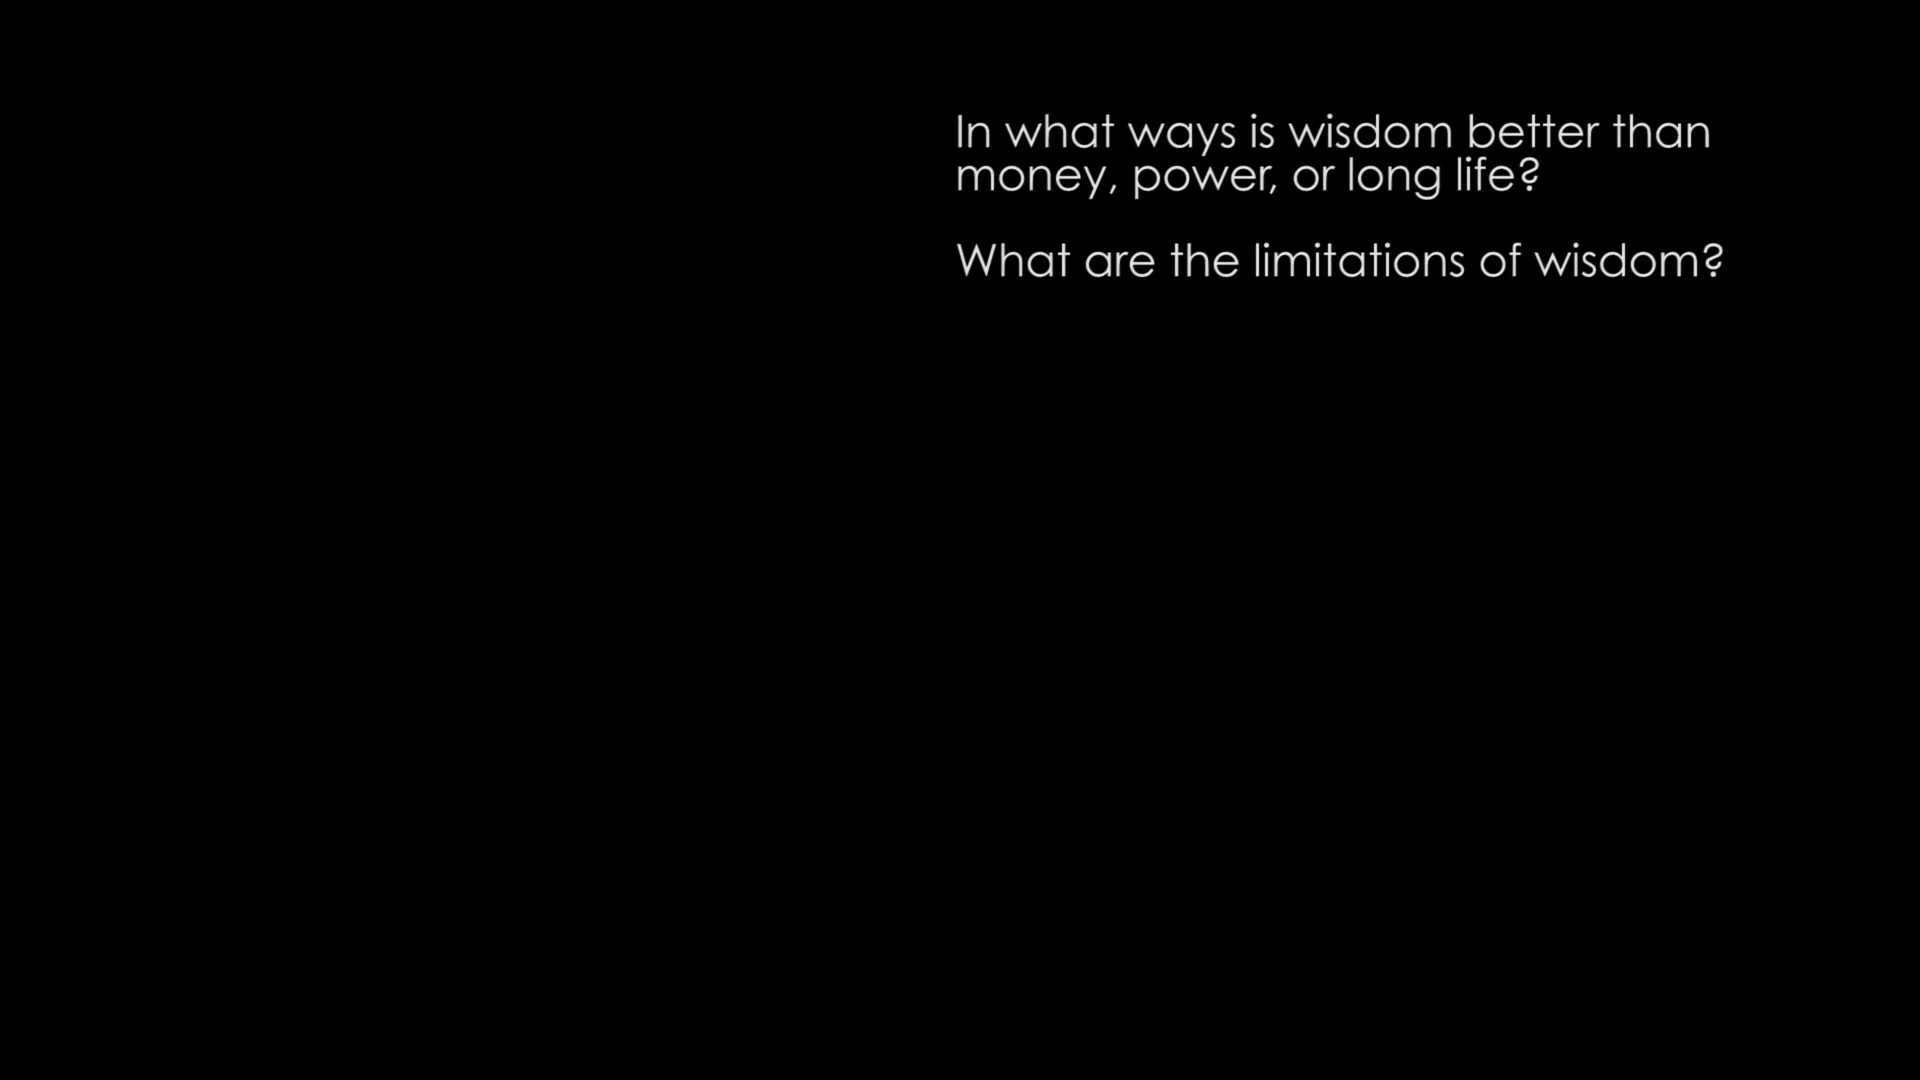 In what ways is wisdom better than
money, power, or long life?
What are the limitations of wisdom?